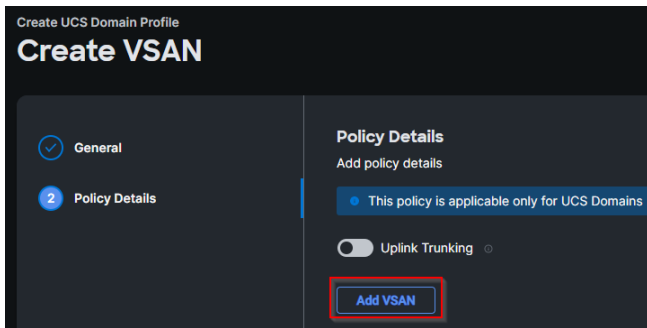 Create UCS Domain Profile
Create VSAN
General
2 Policy Details
Policy Details
Add policy details
This policy is applicable only for UCS Domains
Uplink Trunking
Add VSAN